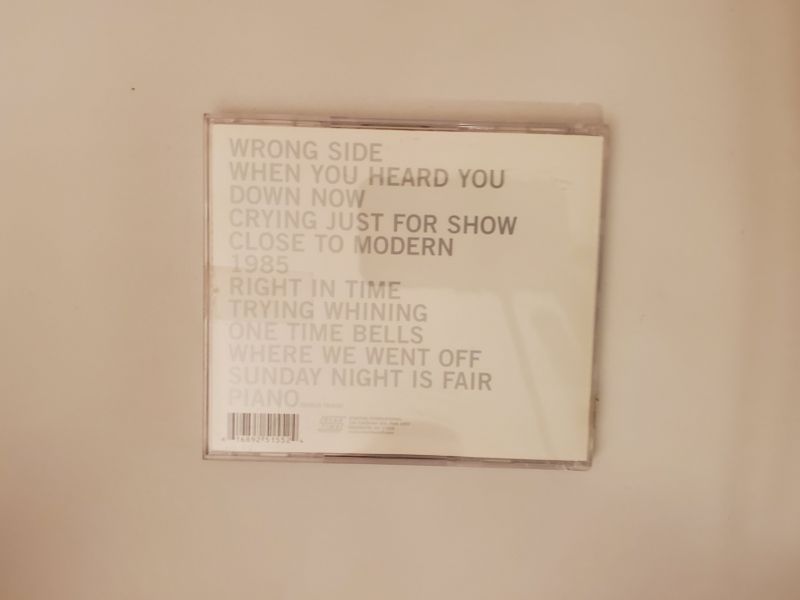 WRONG SIDE
WHEN YOU HEARD YOU
DOWN NOW
CRYING JUST FOR SHOW
CLOSE TO MODERN
1985
RIGHT IN TIME
TRYING WHINING
ONE TIME BELLS
WHERE WE WENT OFF
SUNDAY NIGHT IS FAIR
PIANO